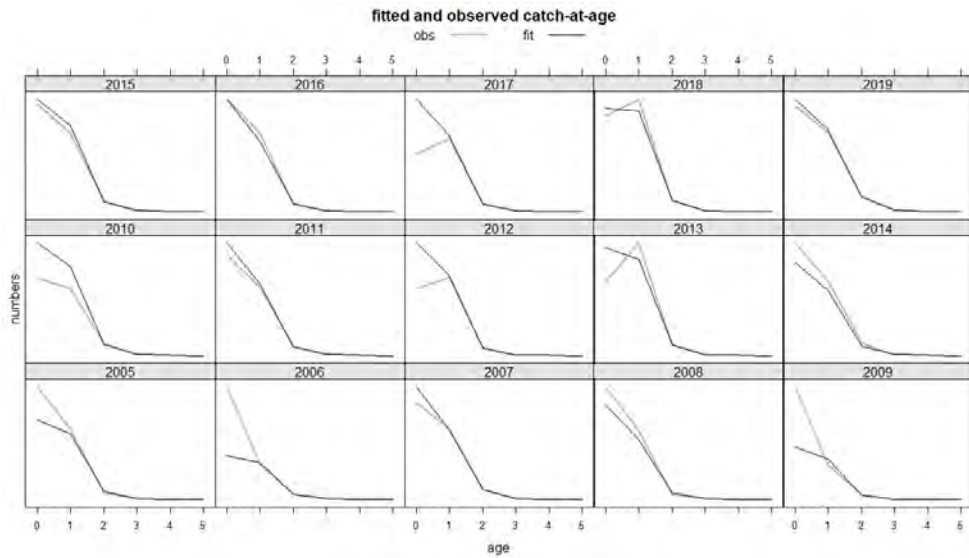 fitted and observed catch-at-age
obs fit
0 1 2 3 4 5 0 1 2 3 4 5
2015 2016 2017 2018 2019
2010 2011 2012 2013 2014
numbers
2005 2006 2007 2008 2009
0 1 2 3 4 5 0 1 2 3 4 5 0 1 2 3 4 5
age